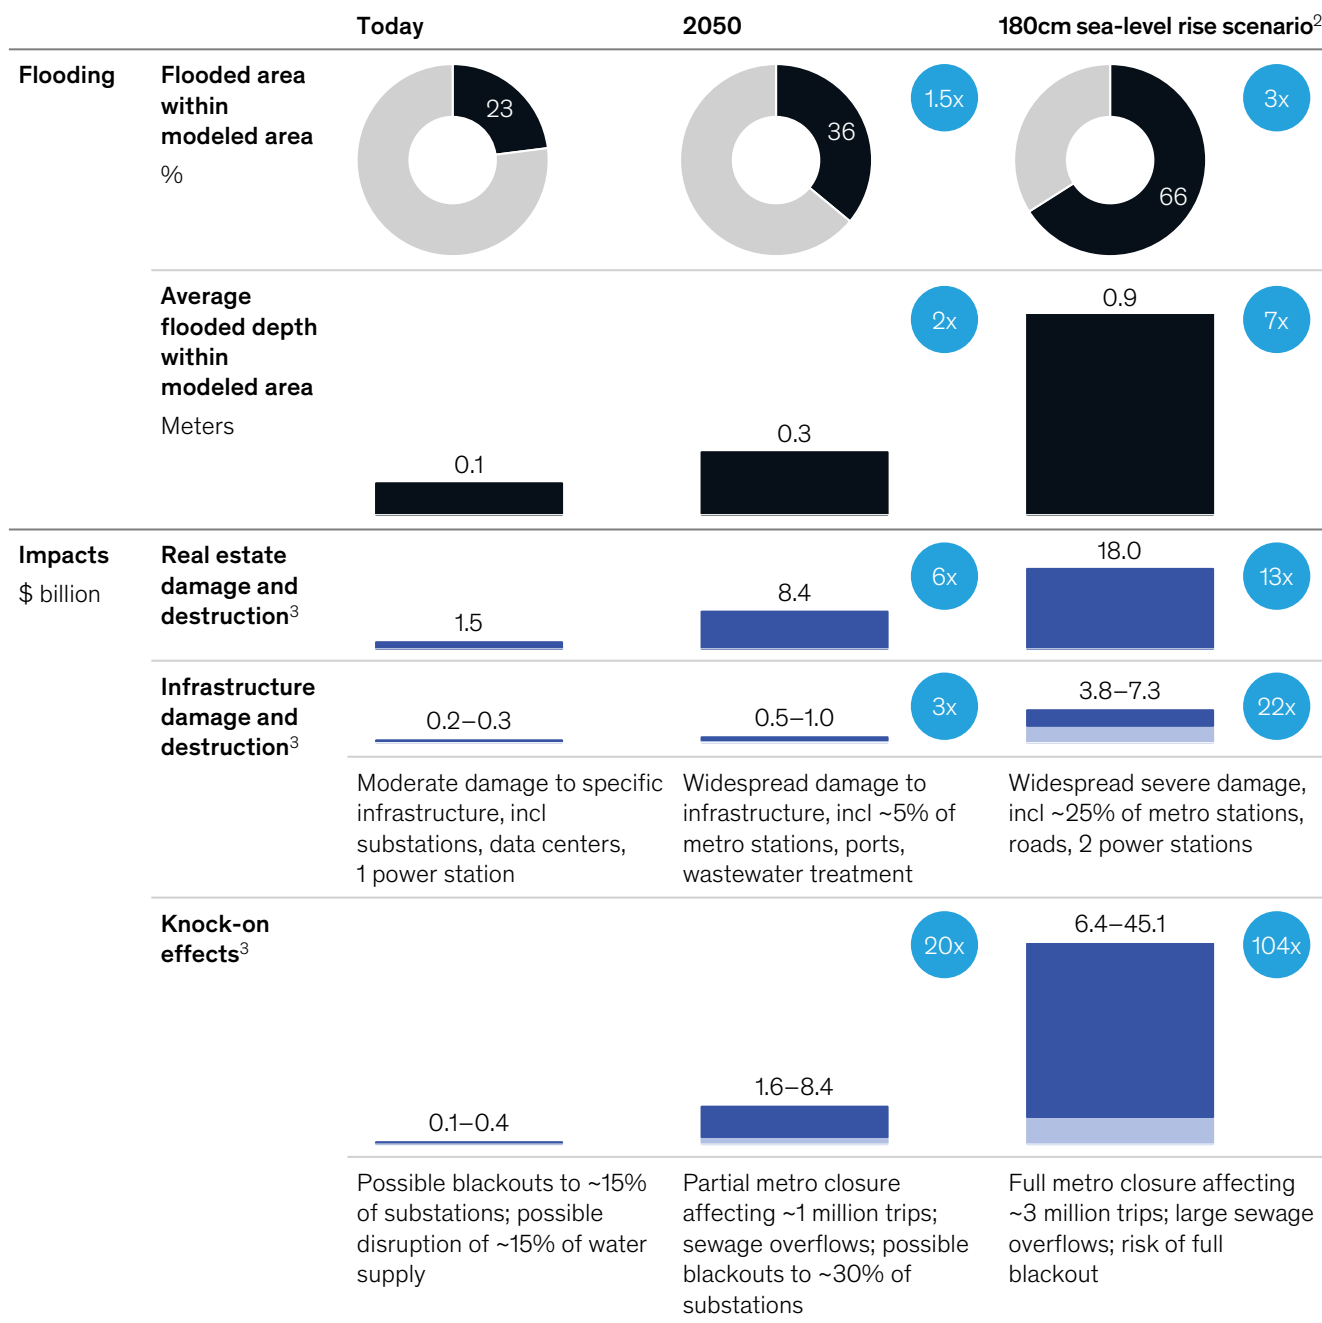 Today 2050 180cm sea-level rise scenario2
Flooding
Flooded area
within
modeled area
%
23
36
1.5x
66
3x
Average
flooded depth
within
modeled area
Meters
0.1
0.3
2x
0.9
7x
Impacts
$ billion
Real estate
damage and
destruction3
1.5
8.4
6x
18.0
13x
Infrastructure
damage and
destruction3
0.2–0.3
0.5–1.0
3x
3.8–7.3
22x
Moderate damage to specific
infrastructure, incl
substations, data centers,
1 power station
Widespread damage to
infrastructure, incl ~5% of
metro stations, ports,
wastewater treatment
Widespread severe damage,
incl ~25% of metro stations,
roads, 2 power stations
Knock-on
effects3
0.1–0.4
1.6–8.4
20x
6.4–45.1
104x
Possible blackouts to ~15%
of substations; possible
disruption of ~15% of water
supply
Partial metro closure
affecting ~1 million trips;
sewage overflows; possible
blackouts to ~30% of
substations
Full metro closure affecting
~3 million trips; large sewage
overflows; risk of full
blackout